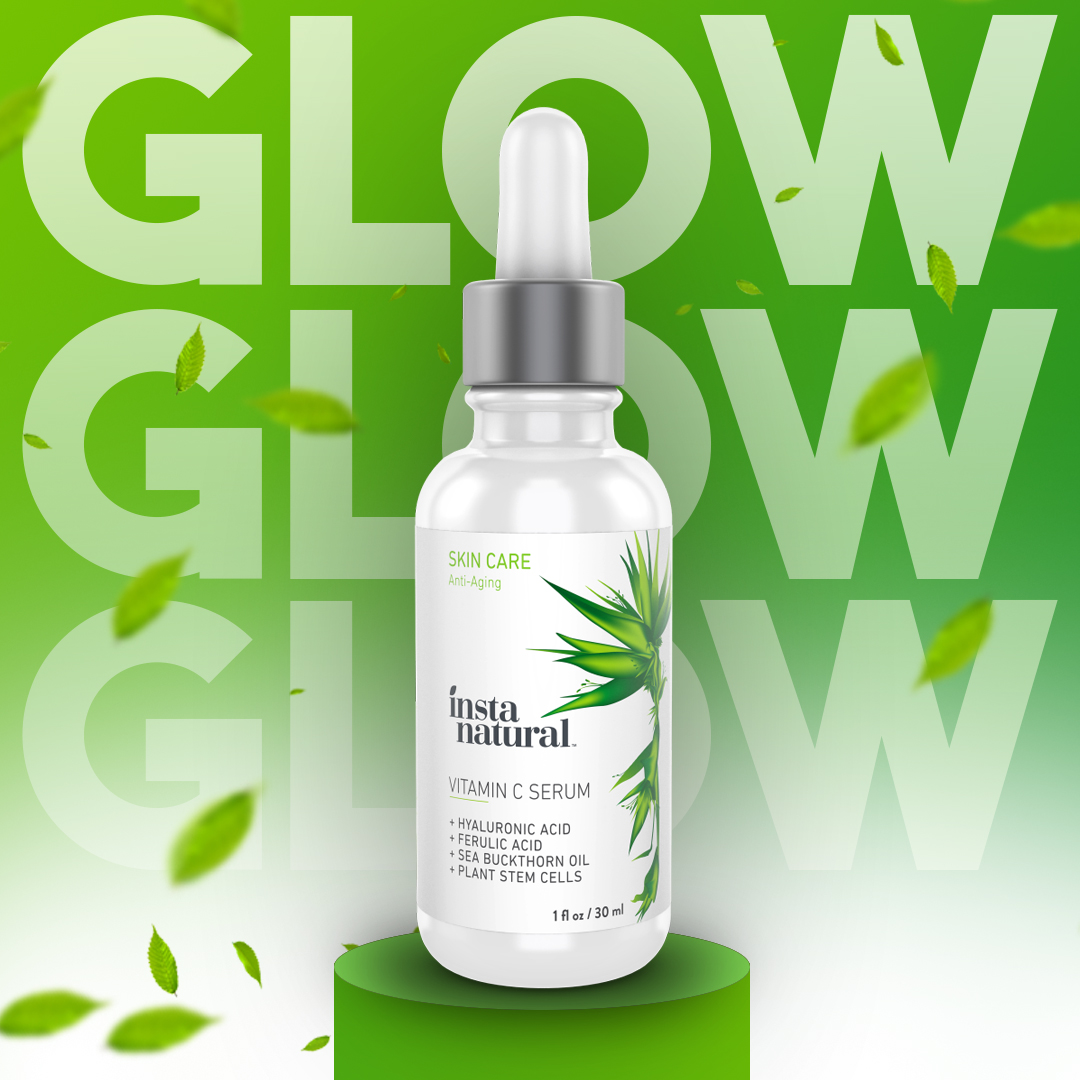 GLOW
GLOW
GLOW
SKIN CARE
Anti-Aging
insta
natural™
VITAMIN C SERUM
+ HYALURONIC ACID
+ FERULIC ACID
+ SEA BUCKTHORN OIL
+ PLANT STEM CELLS
1 fl oz / 30 ml